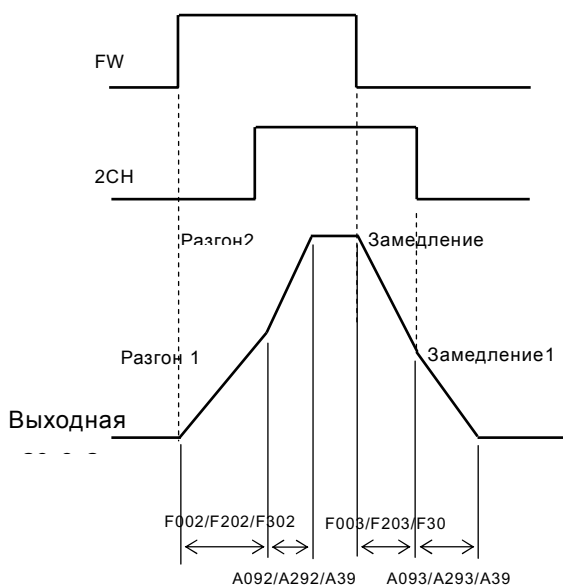 FW
2CH
Разгон2
Замедление
Разгон 1
Замедление1
Выходная
F002/F202/F302
F003/F203/F30
A092/A292/A39
A093/A293/A39